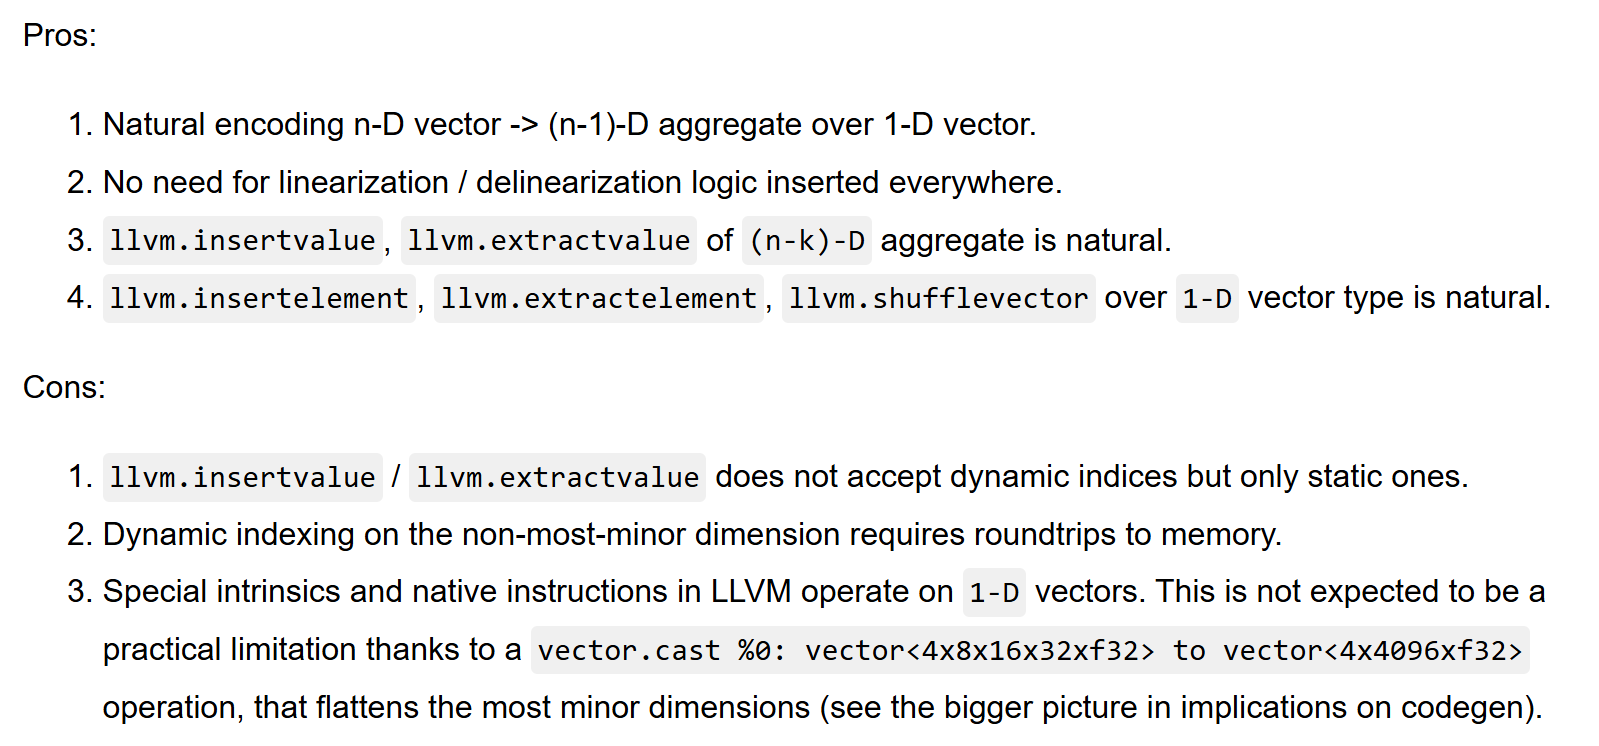 Pros:
1. Natural encoding n-D vector -> (n-1)-D aggregate over 1-D vector.
2. No need for linearization / delinearization logic inserted everywhere.
3. llvm.insertvalue, llvm.extractvalue of (n-k)-D aggregate is natural.
4. llvm.insertelement, llvm.extractelement, llvm.shufflevector over 1-D vector type is natural.
Cons:
1. llvm.insertvalue / llvm.extractvalue does not accept dynamic indices but only static ones.
2. Dynamic indexing on the non-most-minor dimension requires roundtrips to memory.
3. Special intrinsics and native instructions in LLVM operate on 1-D vectors. This is not expected to be a
practical limitation thanks to a vector.cast %0: vector<4x8x16x32xf32> to vector<4x4096xf32>
operation, that flattens the most minor dimensions (see the bigger picture in implications on codegen).